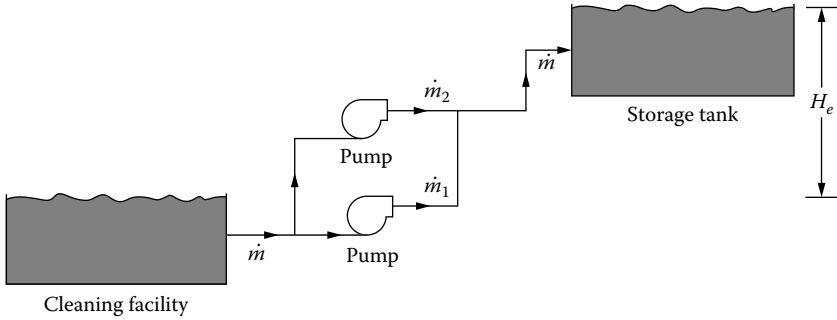 ṁ
Storage tank
Hₑ
ṁ₂
Pump
ṁ₁
Pump
ṁ
Cleaning facility